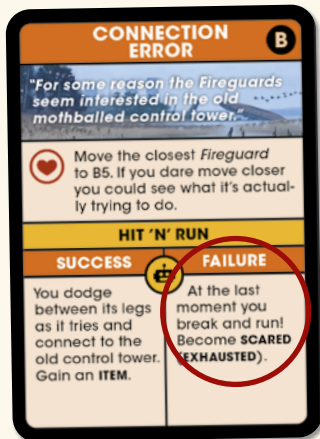 CONNECTION
ERROR
B
"For some reason the Fireguards
seem interested in the old
mothballed control tower."
Move the closest Fireguard
to B5. If you dare move closer
you could see what it's actual-
ly trying to do.
HIT 'N' RUN
SUCCESS
You dodge
between its legs
as it tries and
connect to the
old control tower.
Gain an ITEM.
FAILURE
At the last
moment you
break and run!
Become SCARED
(EXHAUSTED).